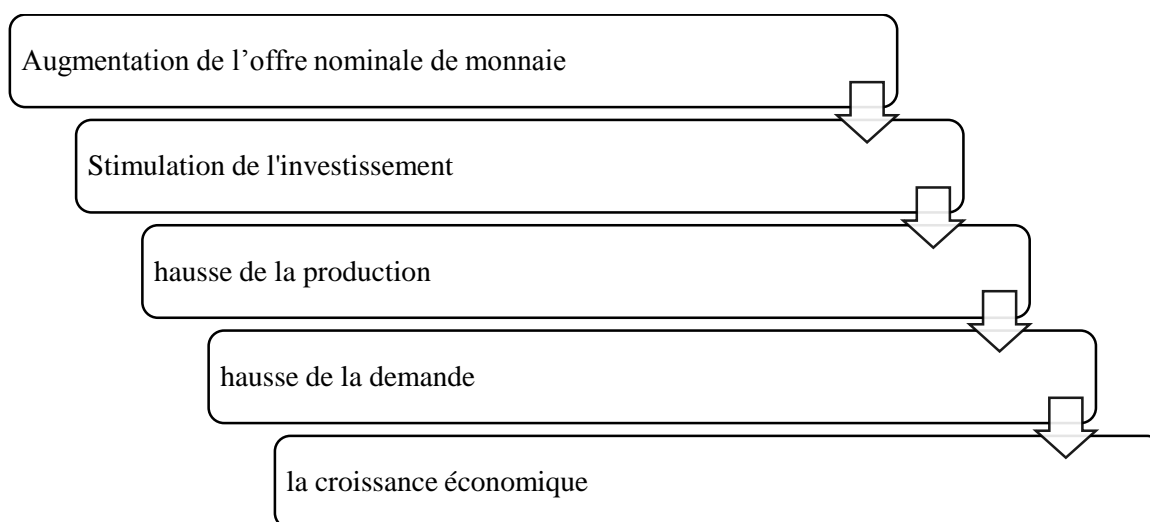 Augmentation de l’offre nominale de monnaie
Stimulation de l'investissement
hausse de la production
hausse de la demande
la croissance économique